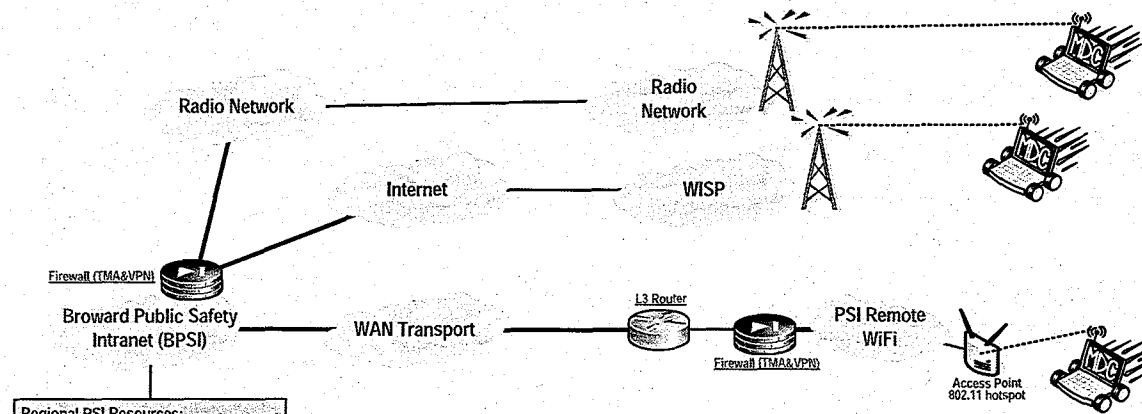 MDC
Radio Network
Radio
Network
MDC
Internet
WISP
Firewall (TMA&VPN)
Broward Public Safety
Intranet (BPSI)
WAN Transport
L3 Router
Firewall (TMA&VPN)
PSI Remote
WiFi
Access Point
802.11 hotspot
MDC
Regional PSI Resources: